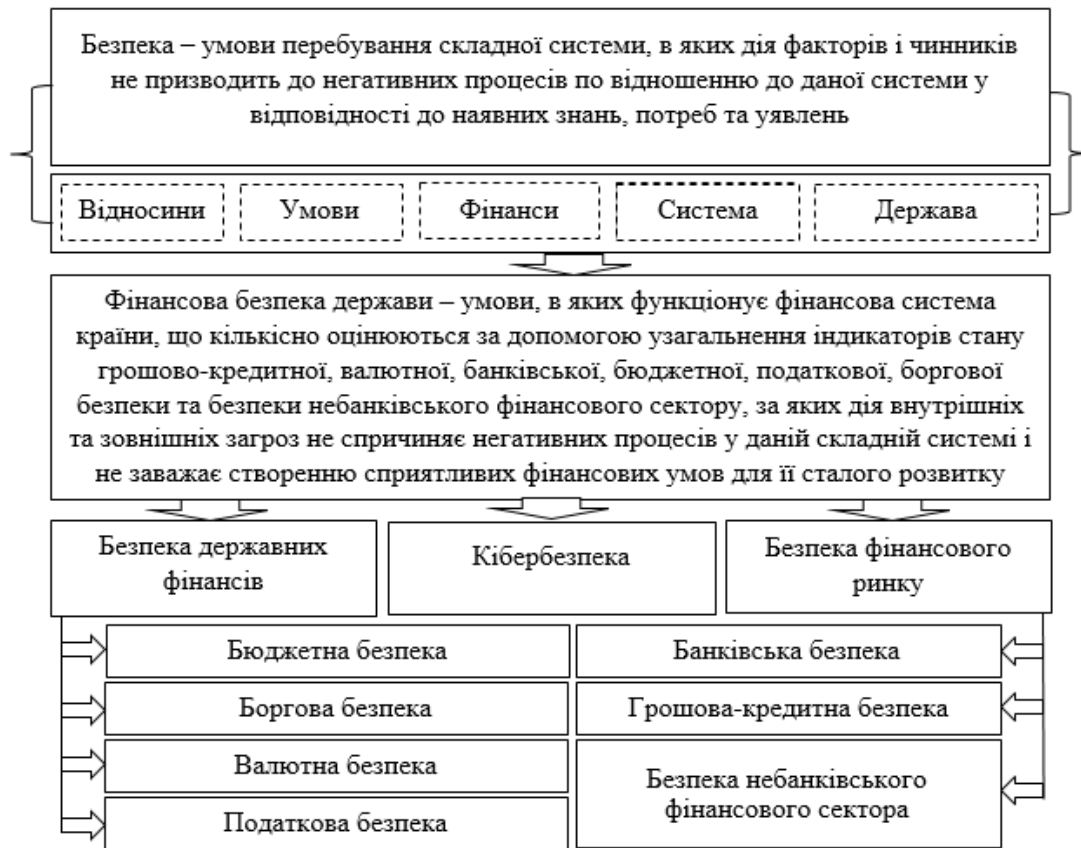 Безпека – умови перебування складної системи, в яких дія факторів і чинників
не призводить до негативних процесів по відношенню до даної системи у
відповідності до наявних знань, потреб та уявлень
Відносини
Умови
Фінанси
Система
Держава
Фінансова безпека держави – умови, в яких функціонує фінансова система
країни, що кількісно оцінюються за допомогою узагальнення індикаторів стану
грошово-кредитної, валютної, банківської, бюджетної, податкової, боргової
безпеки та безпеки небанківського фінансового сектору, за яких дія внутрішніх
та зовнішніх загроз не спричиняє негативних процесів у даній складній системі і
не заважає створенню сприятливих фінансових умов для її сталого розвитку
Безпека державних
фінансів
Кібербезпека
Безпека фінансового
ринку
Бюджетна безпека
Боргова безпека
Валютна безпека
Податкова безпека
Банківська безпека
Грошова-кредитна безпека
Безпека небанківського
фінансового сектора